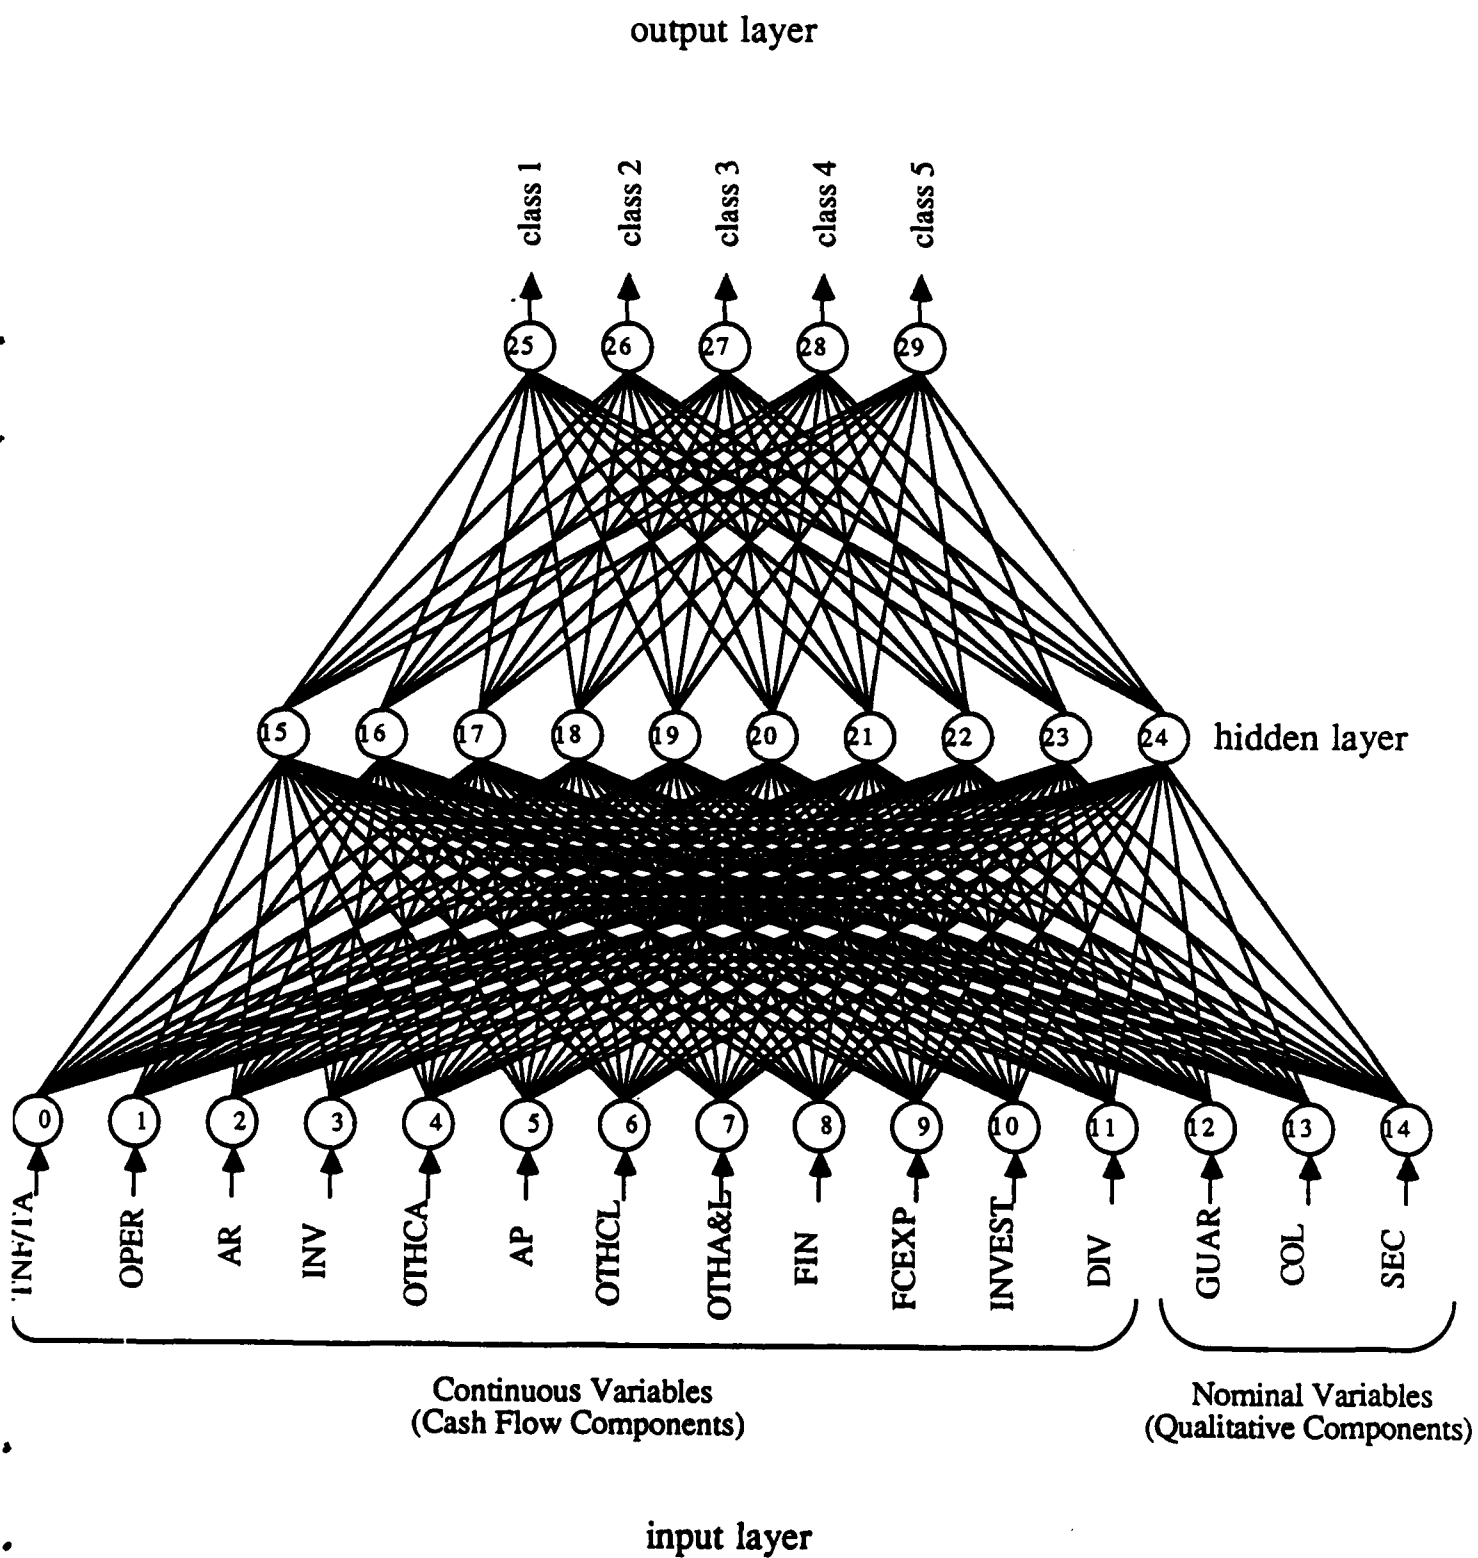 output layer
class 1
class 2
class 3
class 4
class 5
25 26 27 28 29
15 16 17 18 19 20 21 22 23 24
hidden layer
0 1 2 3 4 5 6 7 8 9 10 11 12 13 14
OPER
AR
INV
OTHCA
AP
OTHCL
OTHA&L
FIN
FCEXP
INVEST
DIV
GUAR
COL
SEC
Continuous Variables
(Cash Flow Components)
Nominal Variables
(Qualitative Components)
input layer